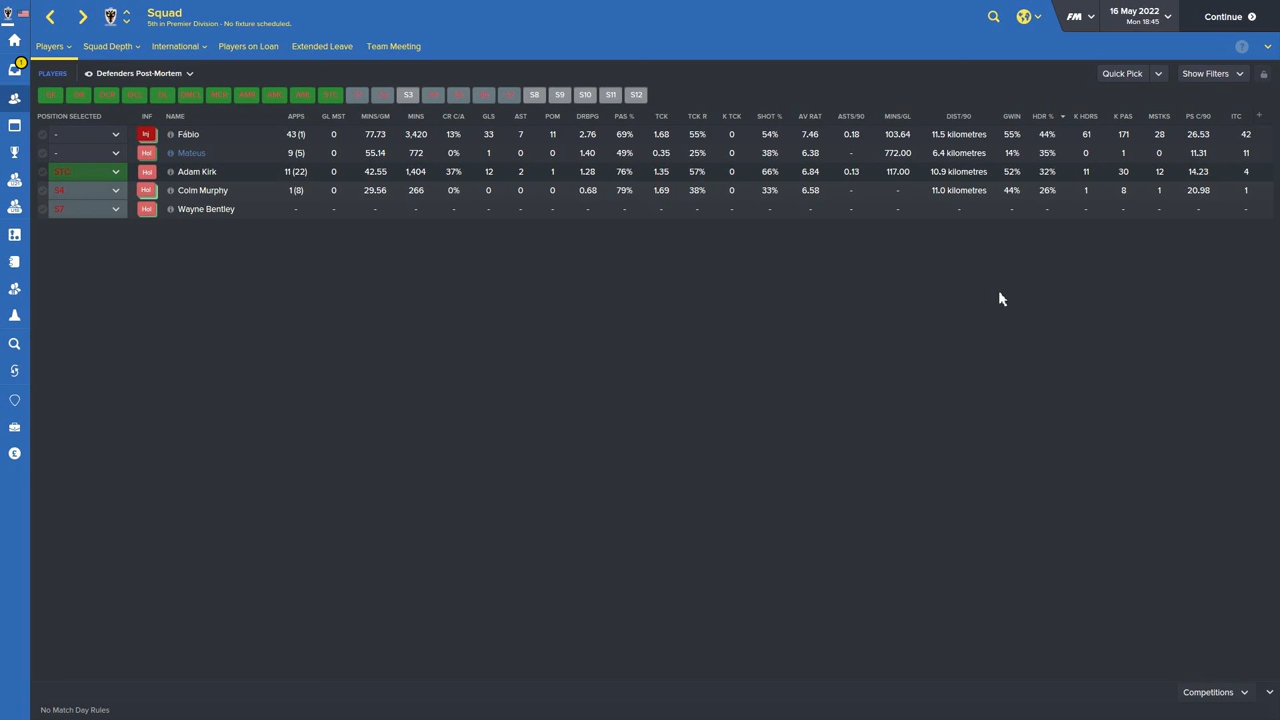 Squad
5th in Premier Division - No fixture scheduled.
FM
16 May 2022
Mon 18:45
Continue
1
Players Squad Depth International Players on Loan Extended Leave Team Meeting
?
PLAYERS Defenders Post-Mortem Quick Pick Show Filters
S3 S8 S9 S10 S11 S12
POSITION SELECTED INF NAME APPS GL MST MINS/GM MINS CR C/A GLS AST POM DRBPG PAS % TCK TCK R K TCK SHOT % AV RAT ASTS/90 MINS/GL DIST/90 GWIN HDR % K HDRS K PAS MSTKS PS C/90 ITC +
- Inj Fábio 43 (1) 0 77.73 3,420 13% 33 7 11 2.76 69% 1.68 55% 0 54% 7.46 0.18 103.64 11.5 kilometres 55% 44% 61 171 28 26.53 42
- Hol Mateus 9 (5) 0 55.14 772 0% 1 0 0 1.40 49% 0.35 25% 0 38% 6.38 - 772.00 6.4 kilometres 14% 35% 0 1 0 11.31 11
STC Hol Adam Kirk 11 (22) 0 42.55 1,404 37% 12 2 1 1.28 76% 1.35 57% 0 66% 6.84 0.13 117.00 10.9 kilometres 52% 32% 11 30 12 14.23 4
S4 Hol Colm Murphy 1 (8) 0 29.56 266 0% 0 0 0 0.68 79% 1.69 38% 0 33% 6.58 - - 11.0 kilometres 44% 26% 1 8 1 20.98 1
S7 Hol Wayne Bentley - - - - - - - - - - - - - - - - - - - - - - - - -
Competitions
No Match Day Rules